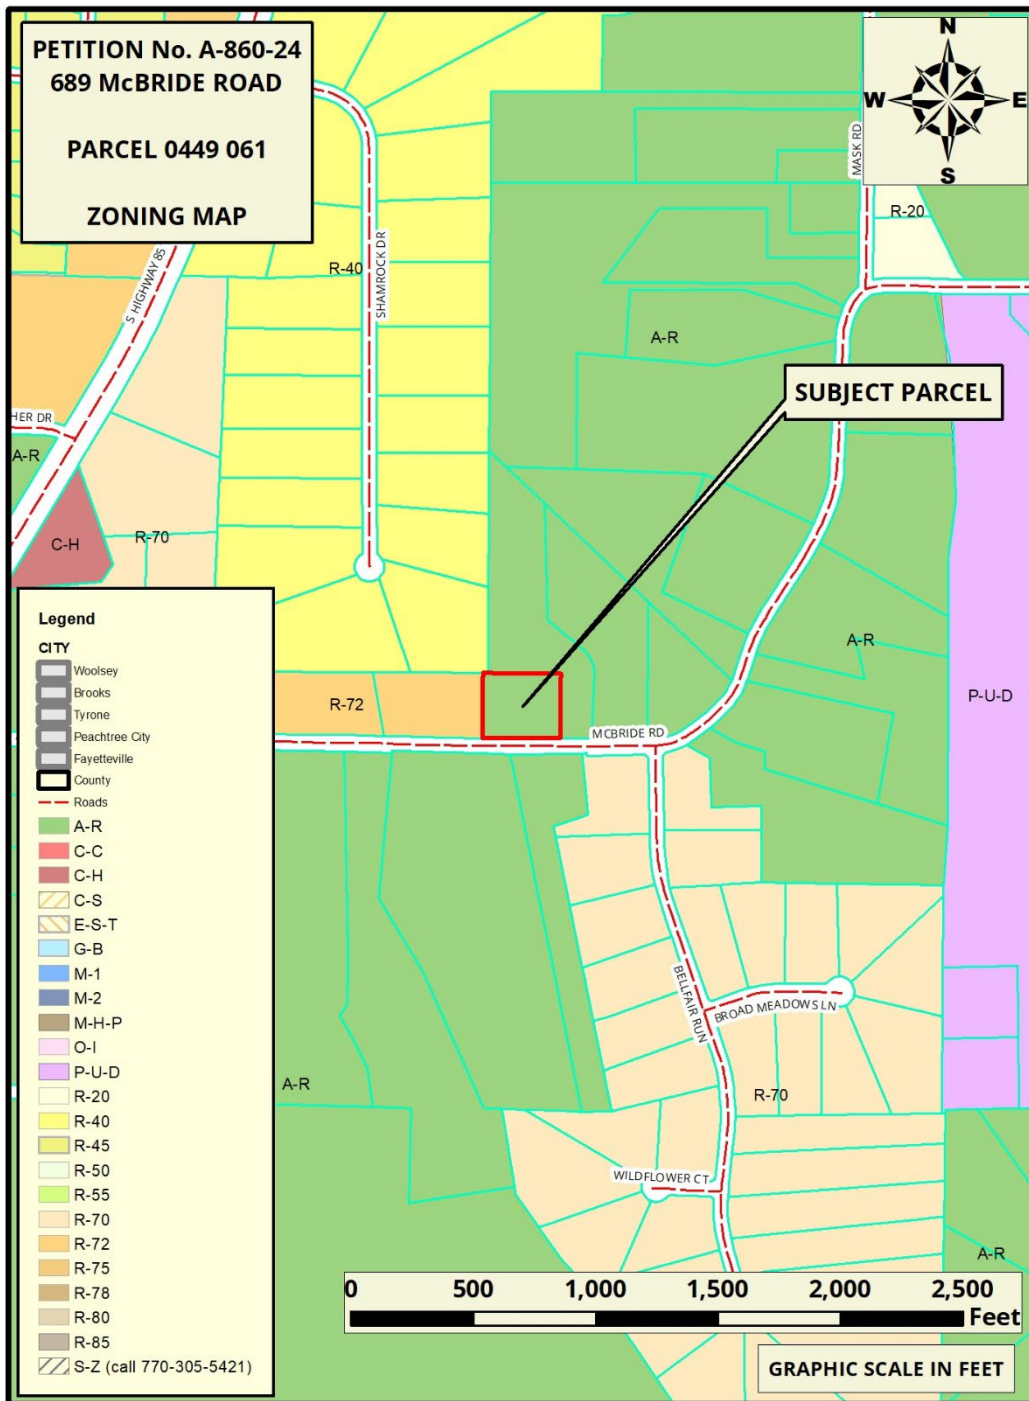 PETITION No. A-860-24
689 McBRIDE ROAD
PARCEL 0449 061
ZONING MAP
N
W
E
S
MASK RD
R-20
S HIGHWAY 85
R-40
SHAMROCK DR
A-R
SUBJECT PARCEL
HER DR
A-R
C-H
R-70
A-R
P-U-D
R-72
MCBRIDE RD
BELLFAIR RUN
BROAD MEADOWS LN
A-R
R-70
WILDFLOWER CT
A-R
Legend
CITY
Woolsey
Brooks
Tyrone
Peachtree City
Fayetteville
County
Roads
A-R
C-C
C-H
C-S
E-S-T
G-B
M-1
M-2
M-H-P
O-I
P-U-D
R-20
R-40
R-45
R-50
R-55
R-70
R-72
R-75
R-78
R-80
R-85
S-Z (call 770-305-5421)
0 500 1,000 1,500 2,000 2,500
Feet
GRAPHIC SCALE IN FEET